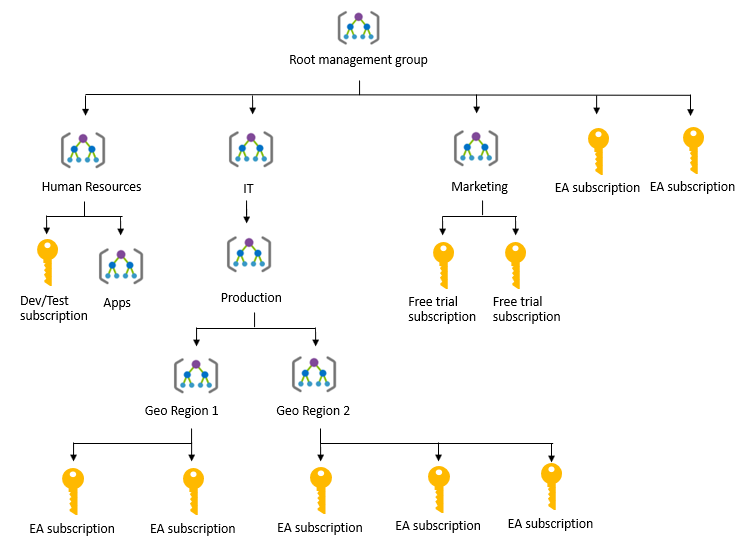 Root management group
Human Resources
IT
Marketing
EA subscription
EA subscription
Dev/Test
subscription
Apps
Production
Free trial
subscription
Free trial
subscription
Geo Region 1
Geo Region 2
EA subscription
EA subscription
EA subscription
EA subscription
EA subscription